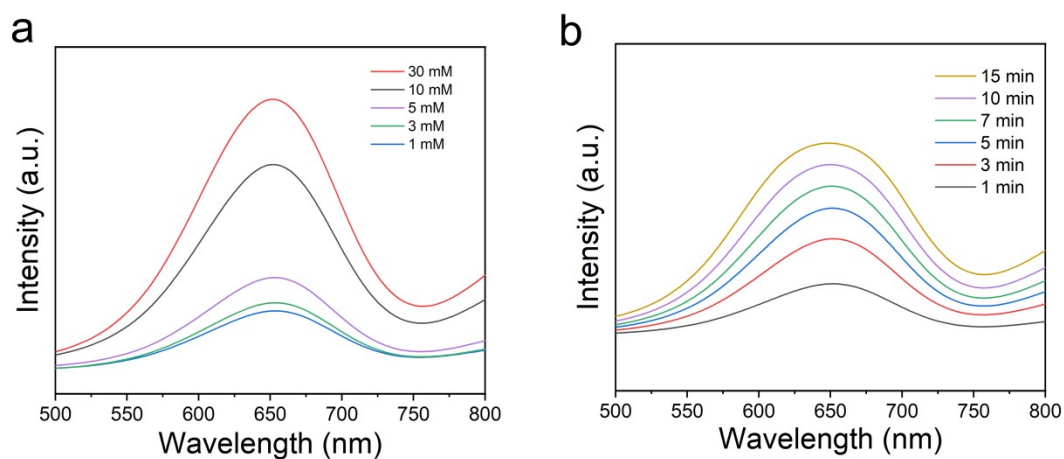 a
Intensity (a.u.)
30 mM
10 mM
5 mM
3 mM
1 mM
500 550 600 650 700 750 800
Wavelength (nm)
b
Intensity (a.u.)
15 min
10 min
7 min
5 min
3 min
1 min
500 550 600 650 700 750 800
Wavelength (nm)